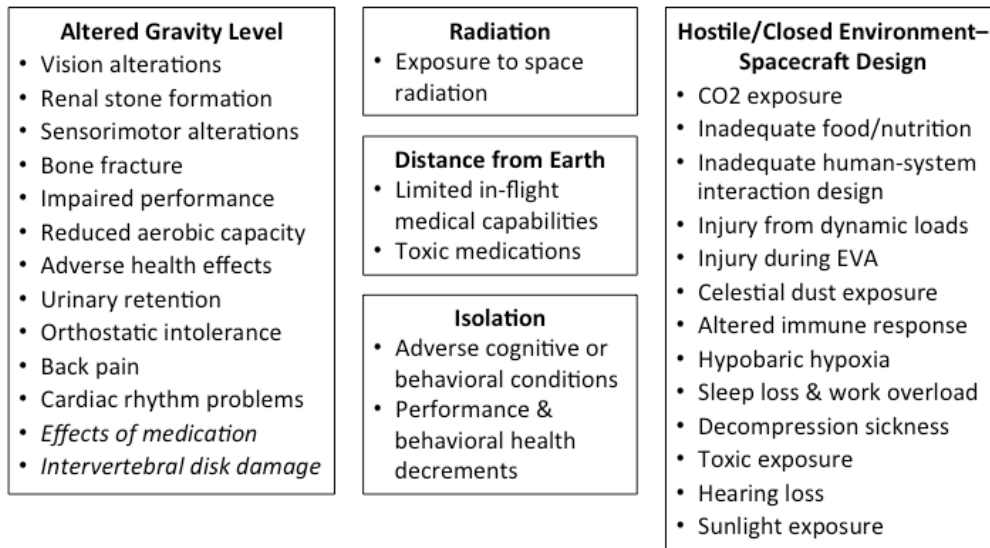 Altered Gravity Level
• Vision alterations
• Renal stone formation
• Sensorimotor alterations
• Bone fracture
• Impaired performance
• Reduced aerobic capacity
• Adverse health effects
• Urinary retention
• Orthostatic intolerance
• Back pain
• Cardiac rhythm problems
• Effects of medication
• Intervertebral disk damage
Radiation
• Exposure to space
radiation
Distance from Earth
• Limited in-flight
medical capabilities
• Toxic medications
Isolation
• Adverse cognitive or
behavioral conditions
• Performance &
behavioral health
decrements
Hostile/Closed Environment–
Spacecraft Design
• CO2 exposure
• Inadequate food/nutrition
• Inadequate human-system
interaction design
• Injury from dynamic loads
• Injury during EVA
• Celestial dust exposure
• Altered immune response
• Hypobaric hypoxia
• Sleep loss & work overload
• Decompression sickness
• Toxic exposure
• Hearing loss
• Sunlight exposure